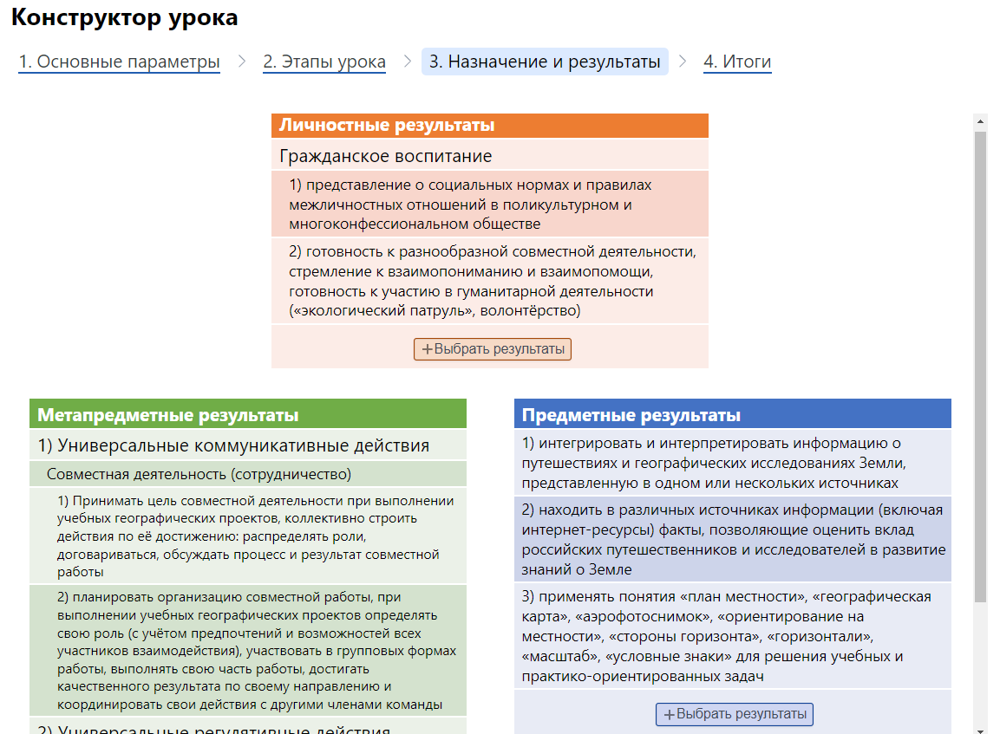 Конструктор урока
1. Основные параметры
2. Этапы урока
3. Назначение и результаты
4. Итоги
Личностные результаты
Гражданское воспитание
1) представление о социальных нормах и правилах
межличностных отношений в поликультурном и
многоконфессиональном обществе
2) готовность к разнообразной совместной деятельности,
стремление к взаимопониманию и взаимопомощи,
готовность к участию в гуманитарной деятельности
(«экологический патруль», волонтёрство)
+Выбрать результаты
Метапредметные результаты
1) Универсальные коммуникативные действия
Совместная деятельность (сотрудничество)
1) Принимать цель совместной деятельности при выполнении
учебных географических проектов, коллективно строить
действия по её достижению: распределять роли,
договариваться, обсуждать процесс и результат совместной
работы
2) планировать организацию совместной работы, при
выполнении учебных географических проектов определять
свою роль (с учётом предпочтений и возможностей всех
участников взаимодействия), участвовать в групповых формах
работы, выполнять свою часть работы, достигать
качественного результата по своему направлению и
координировать свои действия с другими членами команды
2) Универсальные регулятивные действия
Предметные результаты
1) интегрировать и интерпретировать информацию о
путешествиях и географических исследованиях Земли,
представленную в одном или нескольких источниках
2) находить в различных источниках информации (включая
интернет-ресурсы) факты, позволяющие оценить вклад
российских путешественников и исследователей в развитие
знаний о Земле
3) применять понятия «план местности», «географическая
карта», «аэрофотоснимок», «ориентирование на
местности», «стороны горизонта», «горизонтали»,
«масштаб», «условные знаки» для решения учебных и
практико-ориентированных задач
+Выбрать результаты